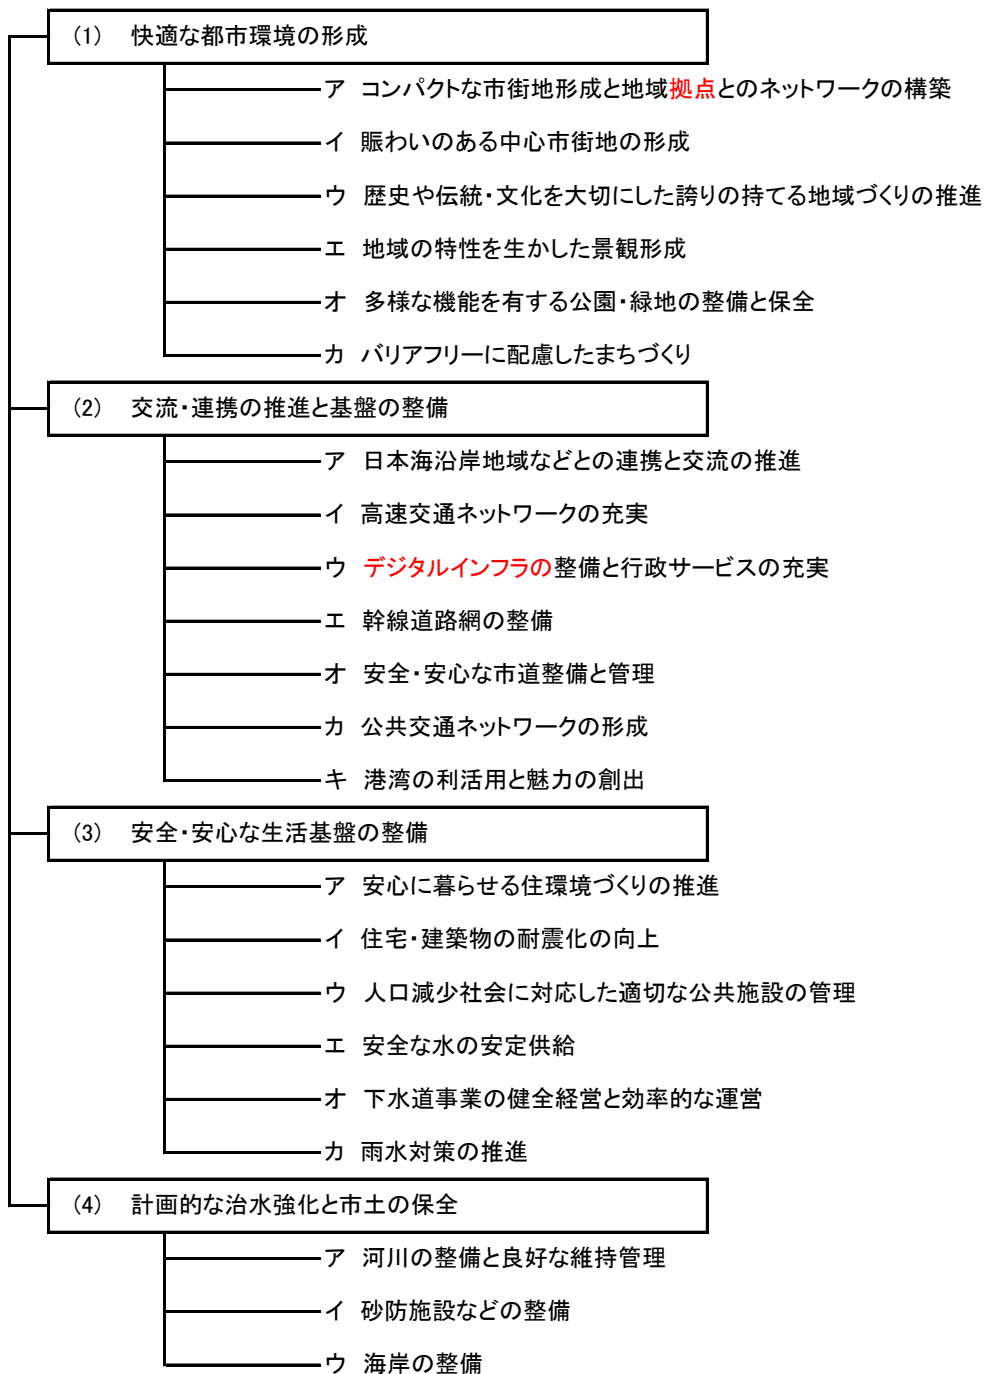 (1) 快適な都市環境の形成
ア コンパクトな市街地形成と地域拠点とのネットワークの構築
イ 賑わいのある中心市街地の形成
ウ 歴史や伝統・文化を大切にした誇りの持てる地域づくりの推進
エ 地域の特性を生かした景観形成
オ 多様な機能を有する公園・緑地の整備と保全
カ バリアフリーに配慮したまちづくり
(2) 交流・連携の推進と基盤の整備
ア 日本海沿岸地域などとの連携と交流の推進
イ 高速交通ネットワークの充実
ウ デジタルインフラの整備と行政サービスの充実
エ 幹線道路網の整備
オ 安全・安心な市道整備と管理
カ 公共交通ネットワークの形成
キ 港湾の利活用と魅力の創出
(3) 安全・安心な生活基盤の整備
ア 安心に暮らせる住環境づくりの推進
イ 住宅・建築物の耐震化の向上
ウ 人口減少社会に対応した適切な公共施設の管理
エ 安全な水の安定供給
オ 下水道事業の健全経営と効率的な運営
カ 雨水対策の推進
(4) 計画的な治水強化と市土の保全
ア 河川の整備と良好な維持管理
イ 砂防施設などの整備
ウ 海岸の整備